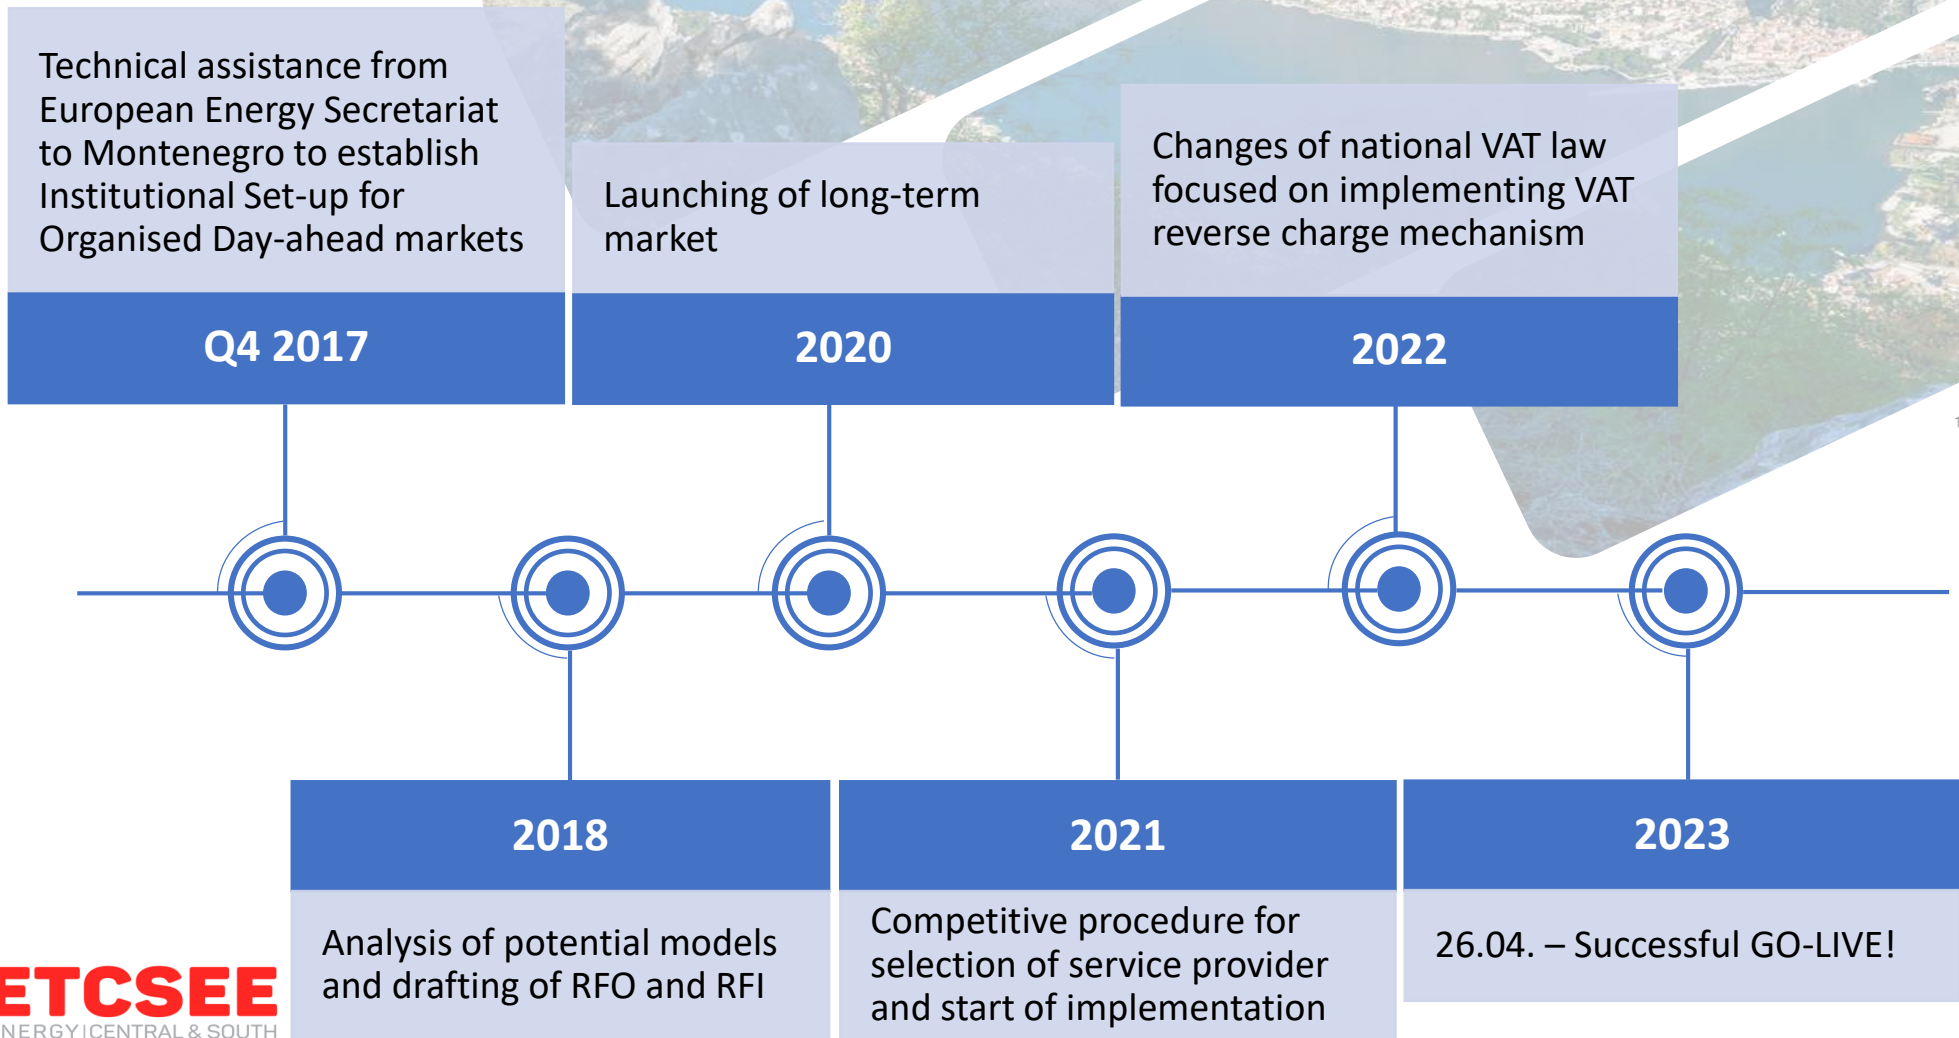 Technical assistance from
European Energy Secretariat
to Montenegro to establish
Institutional Set-up for
Organised Day-ahead markets
Q4 2017
Launching of long-term
market
2020
Changes of national VAT law
focused on implementing VAT
reverse charge mechanism
2022
2018
Analysis of potential models
and drafting of RFO and RFI
2021
Competitive procedure for
selection of service provider
and start of implementation
2023
26.04. – Successful GO-LIVE!
ETCSEE
NERGY|CENTRAL & SOUTH